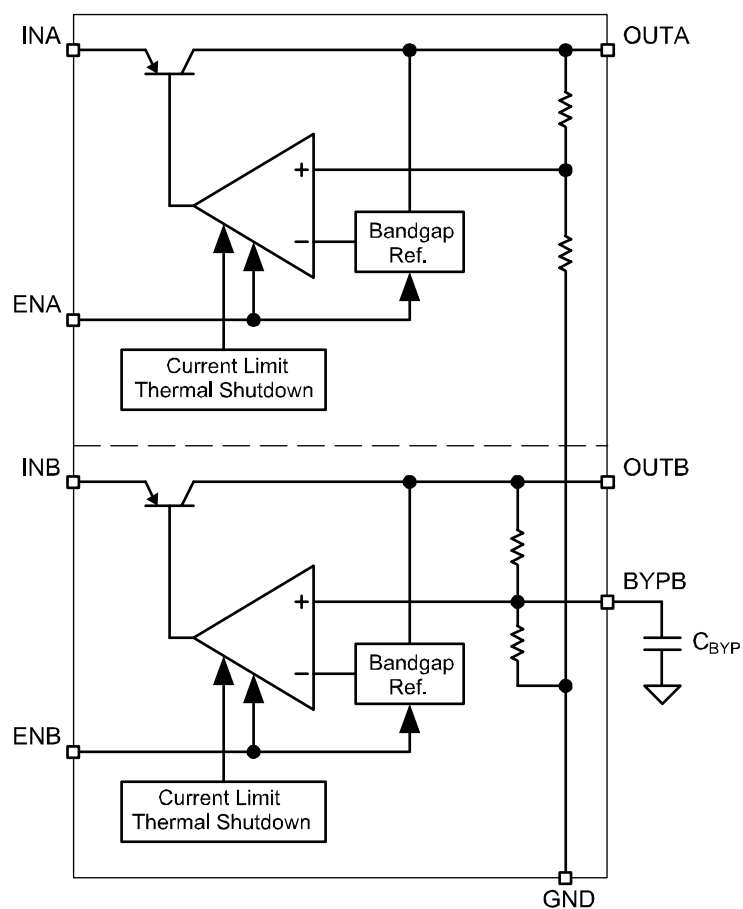 INA
OUTA
+
−
Bandgap
Ref.
ENA
Current Limit
Thermal Shutdown
INB
OUTB
+
BYPB
CBYP
−
Bandgap
Ref.
ENB
Current Limit
Thermal Shutdown
GND